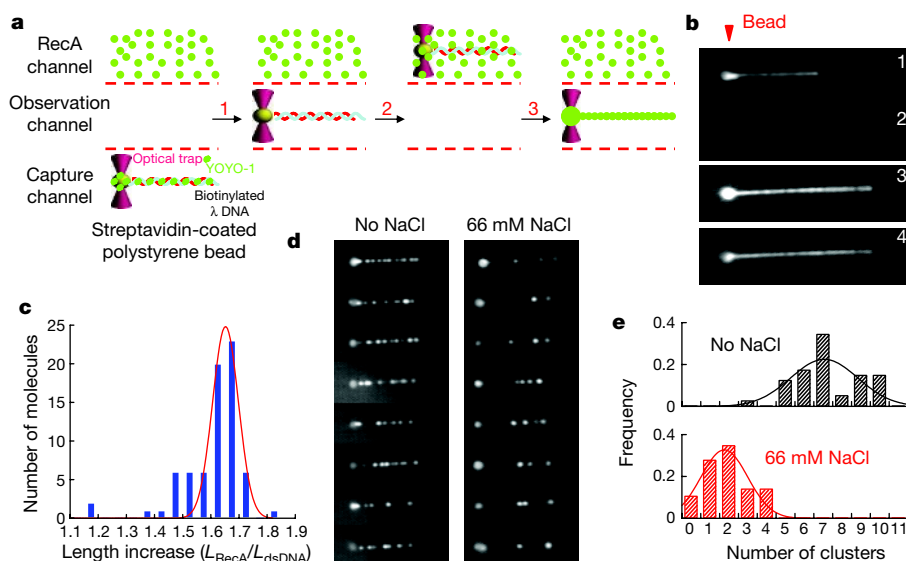 a
RecA
channel
Observation
channel
1
2
3
Capture
channel
Optical trap
YOYO-1
Biotinylated
λ DNA
Streptavidin-coated
polystyrene bead
b
Bead
1
2
3
4
c
Number of molecules
25
20
15
10
5
0
1.1 1.2 1.3 1.4 1.5 1.6 1.7 1.8 1.9
Length increase (LRecA/LdsDNA)
d
No NaCl 66 mM NaCl
e
Frequency
0.4
0.2
0
No NaCl
0.4
0.2
0
66 mM NaCl
0 1 2 3 4 5 6 7 8 9 10 11
Number of clusters